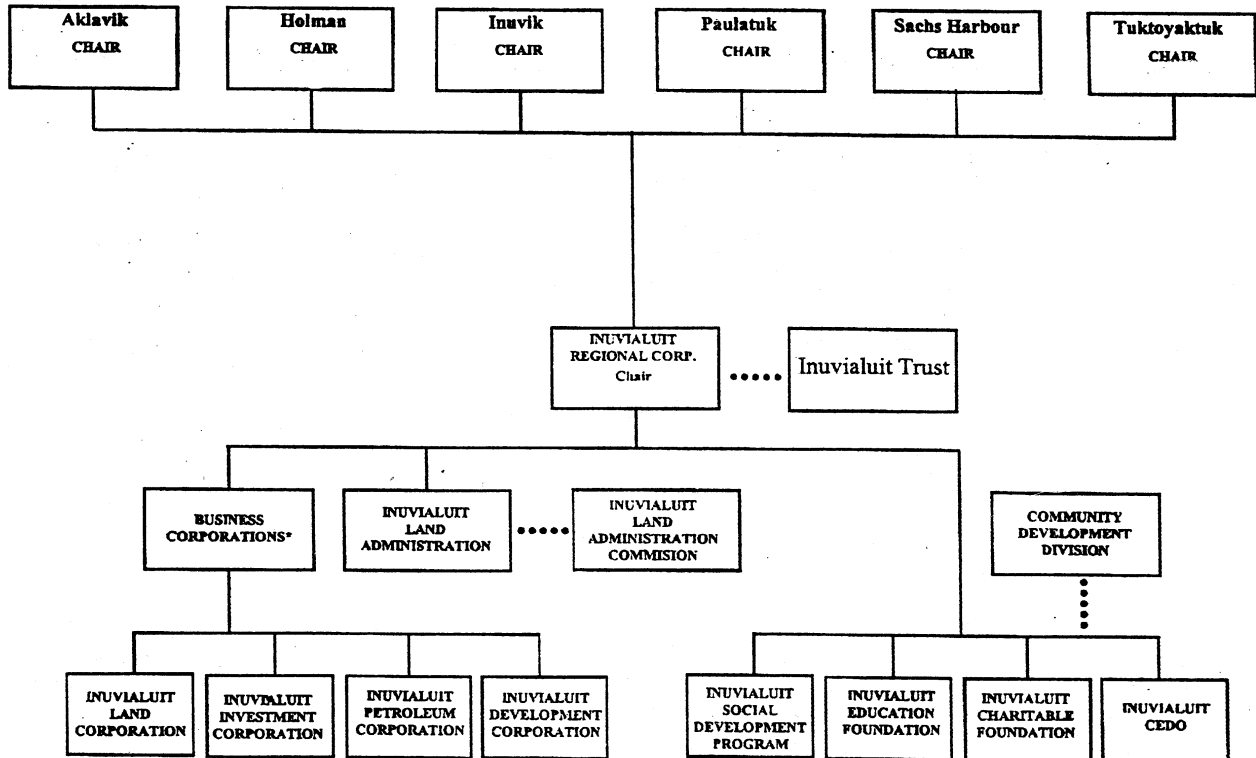 Aklavik
CHAIR
Holman
CHAIR
Inuvik
CHAIR
Paulatuk
CHAIR
Sachs Harbour
CHAIR
Tuktoyaktuk
CHAIR
INUVIALUIT
REGIONAL CORP.
Chair
Inuvialuit Trust
BUSINESS
CORPORATIONS*
INUVIALUIT
LAND
ADMINISTRATION
INUVIALUIT
LAND
ADMINISTRATION
COMMISION
COMMUNITY
DEVELOPMENT
DIVISION
INUVIALUIT
LAND
CORPORATION
INUVIALUIT
INVESTMENT
CORPORATION
INUVIALUIT
PETROLEUM
CORPORATION
INUVIALUIT
DEVELOPMENT
CORPORATION
INUVIALUIT
SOCIAL
DEVELOPMENT
PROGRAM
INUVIALUIT
EDUCATION
FOUNDATION
INUVIALUIT
CHARITABLE
FOUNDATION
INUVIALUIT
CEDO